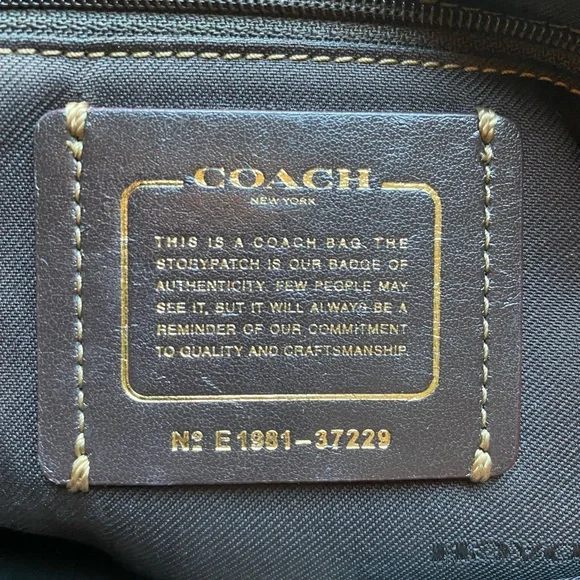 COACH
NEW YORK
THIS IS A COACH BAG. THE
STORYPATCH IS OUR BADGE OF
AUTHENTICITY. FEW PEOPLE MAY
SEE IT, BUT IT WILL ALWAYS BE A
REMINDER OF OUR COMMITMENT
TO QUALITY AND CRAFTSMANSHIP.
Nº E1981-37229